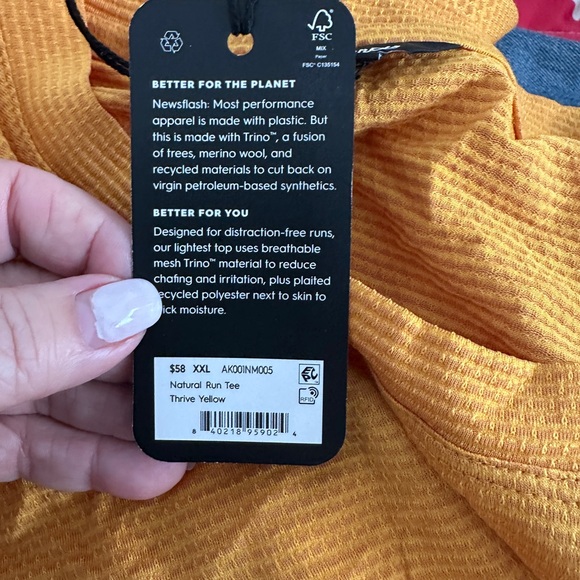 FSC
MIX
Paper
FSC® C135154
BETTER FOR THE PLANET
Newsflash: Most performance
apparel is made with plastic. But
this is made with Trino™, a fusion
of trees, merino wool, and
recycled materials to cut back on
virgin petroleum-based synthetics.
BETTER FOR YOU
Designed for distraction-free runs,
our lightest top uses breathable
mesh Trino™ material to reduce
chafing and irritation, plus plaited
ecycled polyester next to skin to
ick moisture.
$58 XXL AK001NM005
Natural Run Tee
Thrive Yellow
RFID
8 40218 95902 4